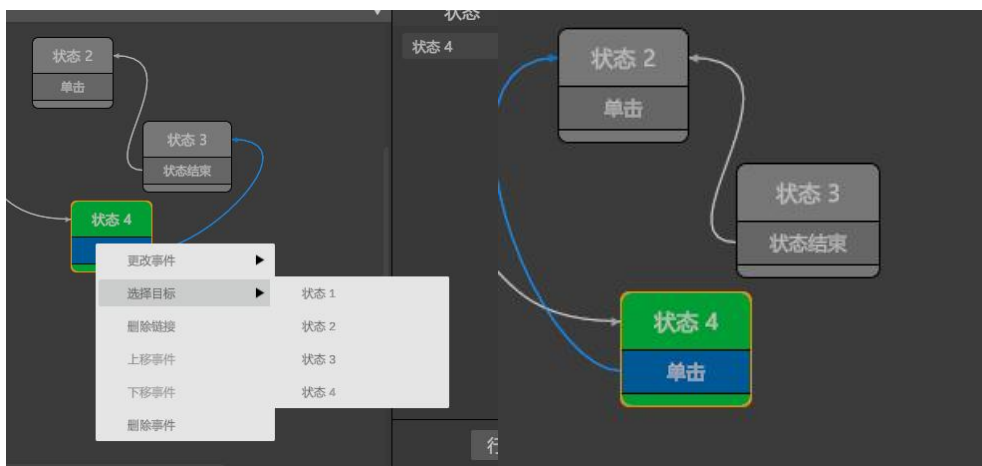 状态
状态 4
状态 2
单击
状态 3
状态结束
状态 4
更改事件
选择目标
删除链接
上移事件
下移事件
删除事件
状态 1
状态 2
状态 3
状态 4
行
状态 2
单击
状态 3
状态结束
状态 4
单击